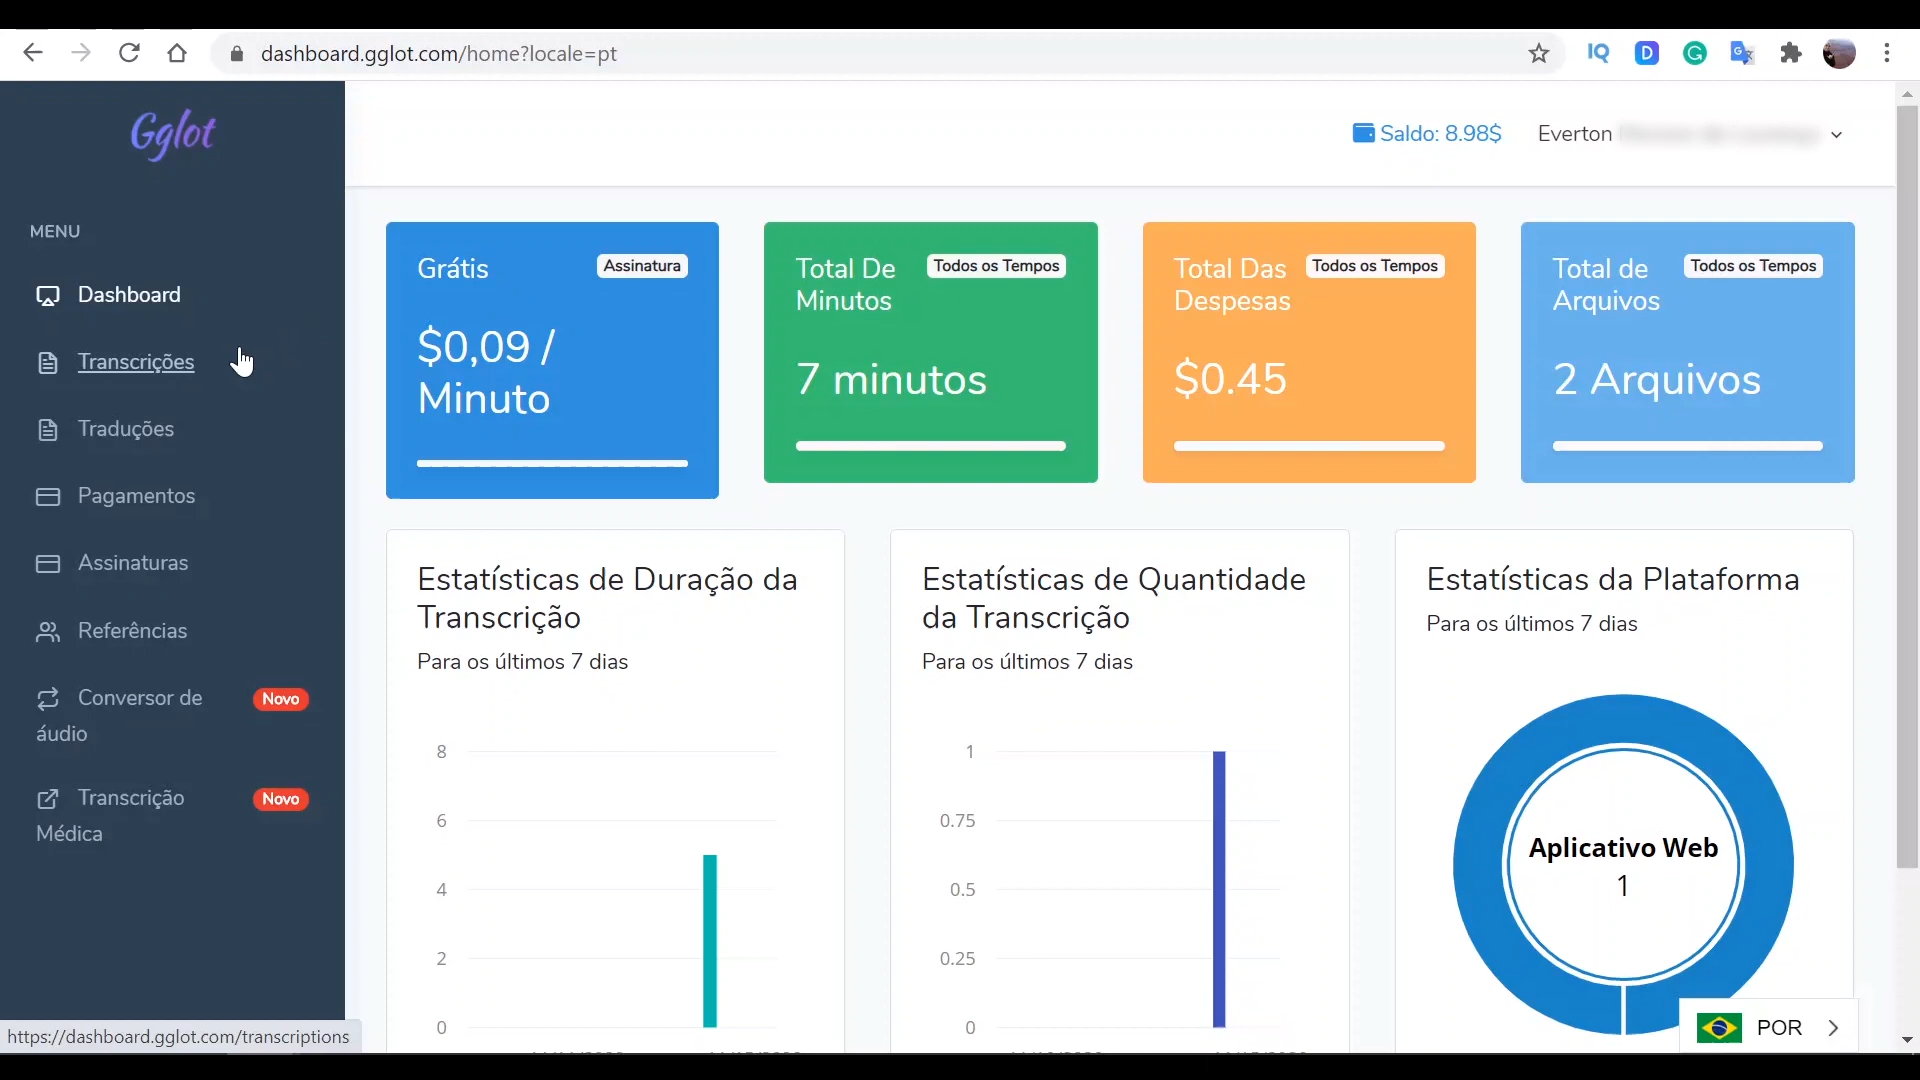 dashboard.gglot.com/home?locale=pt
IQ
D
G
Gglot
Saldo: 8.98$
Everton
MENU
Dashboard
Transcrições
Traduções
Pagamentos
Assinaturas
Referências
Conversor de
áudio
Novo
Transcrição
Médica
Novo
Grátis
Assinatura
$0,09 /
Minuto
Total De
Minutos
Todos os Tempos
7 minutos
Total Das
Despesas
Todos os Tempos
$0.45
Total de
Arquivos
Todos os Tempos
2 Arquivos
Estatísticas de Duração da
Transcrição
Para os últimos 7 dias
8
6
4
2
0
Estatísticas de Quantidade
da Transcrição
Para os últimos 7 dias
1
0.75
0.5
0.25
0
Estatísticas da Plataforma
Para os últimos 7 dias
Aplicativo Web
1
POR
https://dashboard.gglot.com/transcriptions